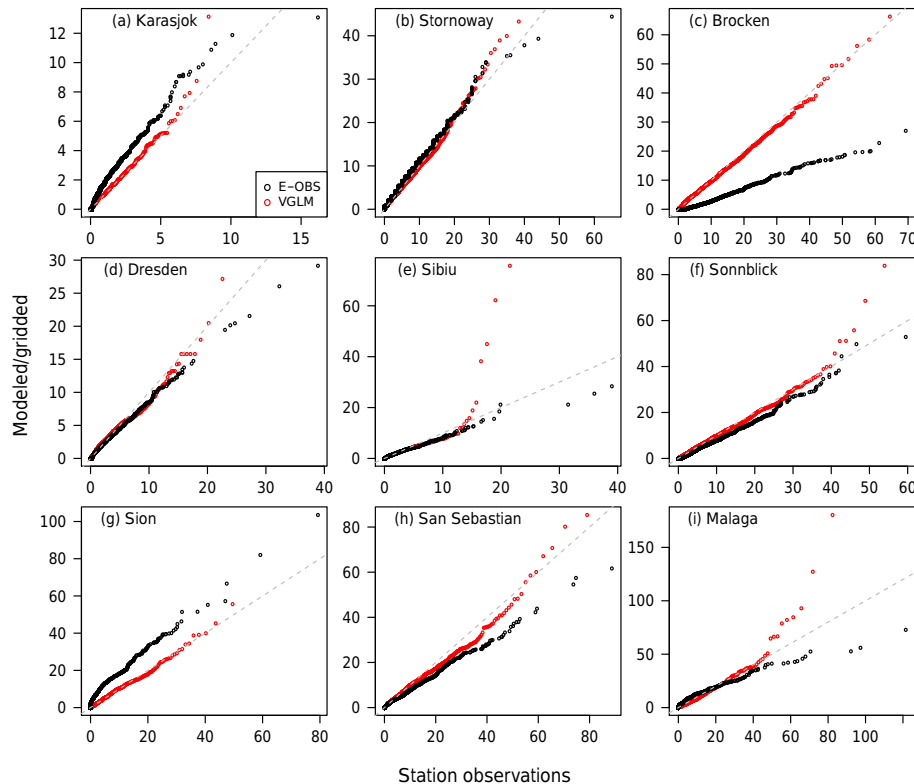 (a) Karasjok
(b) Stornoway
(c) Brocken
12
10
8
6
4
2
0
E−OBS
VGLM
0 5 10 15
40
30
20
10
0
0 10 20 30 40 50 60
60
50
40
30
20
10
0
0 10 20 30 40 50 60 70
Modeled/gridded
(d) Dresden
(e) Sibiu
(f) Sonnblick
30
25
20
15
10
5
0
0 10 20 30 40
60
40
20
0
0 10 20 30 40
80
60
40
20
0
0 10 20 30 40 50 60
(g) Sion
(h) San Sebastian
(i) Malaga
100
80
60
40
20
0
0 20 40 60 80
80
60
40
20
0
0 20 40 60 80
150
100
50
0
0 20 40 60 80 100
Station observations